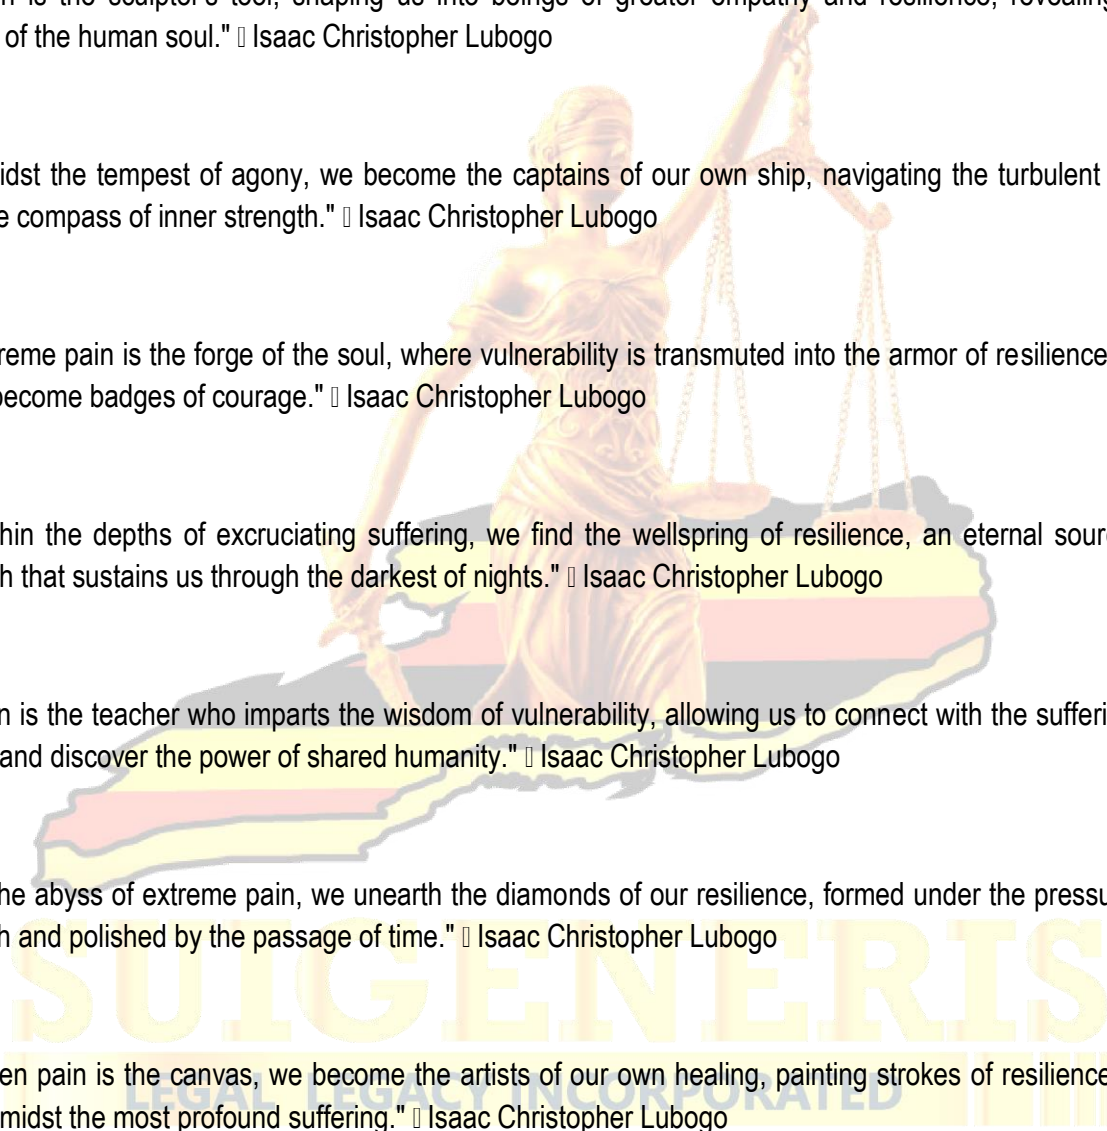 is the sculptor's tool, shaping us into beings of greater empathy and resilience, revealing
of the human soul." ▯ Isaac Christopher Lubogo
idst the tempest of agony, we become the captains of our own ship, navigating the turbulent
e compass of inner strength." ▯ Isaac Christopher Lubogo
reme pain is the forge of the soul, where vulnerability is transmuted into the armor of resilience
become badges of courage." ▯ Isaac Christopher Lubogo
hin the depths of excruciating suffering, we find the wellspring of resilience, an eternal sour
h that sustains us through the darkest of nights." ▯ Isaac Christopher Lubogo
n is the teacher who imparts the wisdom of vulnerability, allowing us to connect with the sufferi
and discover the power of shared humanity." ▯ Isaac Christopher Lubogo
he abyss of extreme pain, we unearth the diamonds of our resilience, formed under the pressu
h and polished by the passage of time." ▯ Isaac Christopher Lubogo
SUIGENERIS
en pain is the canvas, we become the artists of our own healing, painting strokes of resilience
LEGAL LEGACY INCORPORATED
midst the most profound suffering." ▯ Isaac Christopher Lubogo